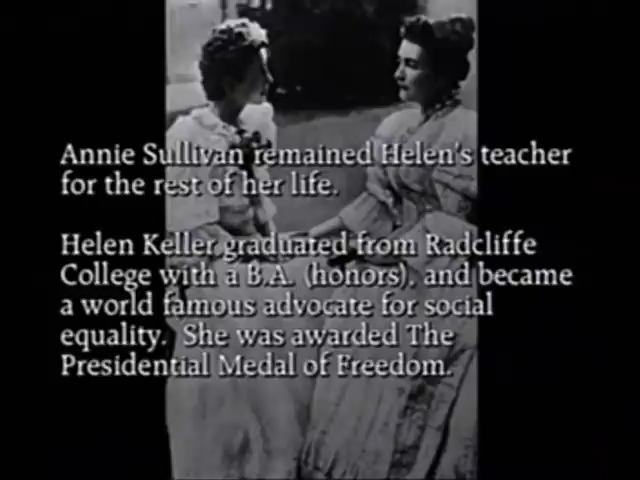 Annie Sullivan remained Helen's teacher
for the rest of her life.
Helen Keller graduated from Radcliffe
College with a B.A. (honors), and became
a world famous advocate for social
equality. She was awarded The
Presidential Medal of Freedom.